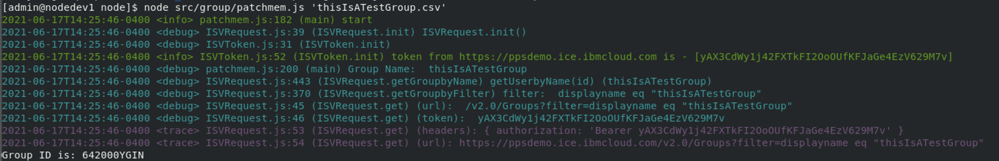 [admin@nodedev1 node]$ node src/group/patchmem.js 'thisIsATestGroup.csv'
2021-06-17T14:25:46-0400 <info> patchmem.js:182 (main) start
2021-06-17T14:25:46-0400 <debug> ISVRequest.js:39 (ISVRequest.init) ISVRequest.init()
2021-06-17T14:25:46-0400 <debug> ISVToken.js:31 (ISVToken.init)
2021-06-17T14:25:46-0400 <info> ISVToken.js:52 (ISVToken.init) token from https://ppsdemo.ice.ibmcloud.com is - [yAX3CdWy1j42FXTkFI2OoOUfKFJaGe4EzV629M7v]
2021-06-17T14:25:46-0400 <debug> patchmem.js:200 (main) Group Name:  thisIsATestGroup
2021-06-17T14:25:46-0400 <debug> ISVRequest.js:443 (ISVRequest.getGroupbyName) getUserbyName(id) (thisIsATestGroup)
2021-06-17T14:25:46-0400 <debug> ISVRequest.js:370 (ISVRequest.getGroupbyFilter) filter:  displayname eq "thisIsATestGroup"
2021-06-17T14:25:46-0400 <debug> ISVRequest.js:45 (ISVRequest.get) (url):  /v2.0/Groups?filter=displayname eq "thisIsATestGroup"
2021-06-17T14:25:46-0400 <debug> ISVRequest.js:46 (ISVRequest.get) (token):  yAX3CdWy1j42FXTkFI2OoOUfKFJaGe4EzV629M7v
2021-06-17T14:25:46-0400 <trace> ISVRequest.js:53 (ISVRequest.get) (headers): { authorization: 'Bearer yAX3CdWy1j42FXTkFI2OoOUfKFJaGe4EzV629M7v' }
2021-06-17T14:25:46-0400 <trace> ISVRequest.js:54 (ISVRequest.get) (url): https://ppsdemo.ice.ibmcloud.com/v2.0/Groups?filter=displayname eq "thisIsATestGroup"
Group ID is: 642000YGIN